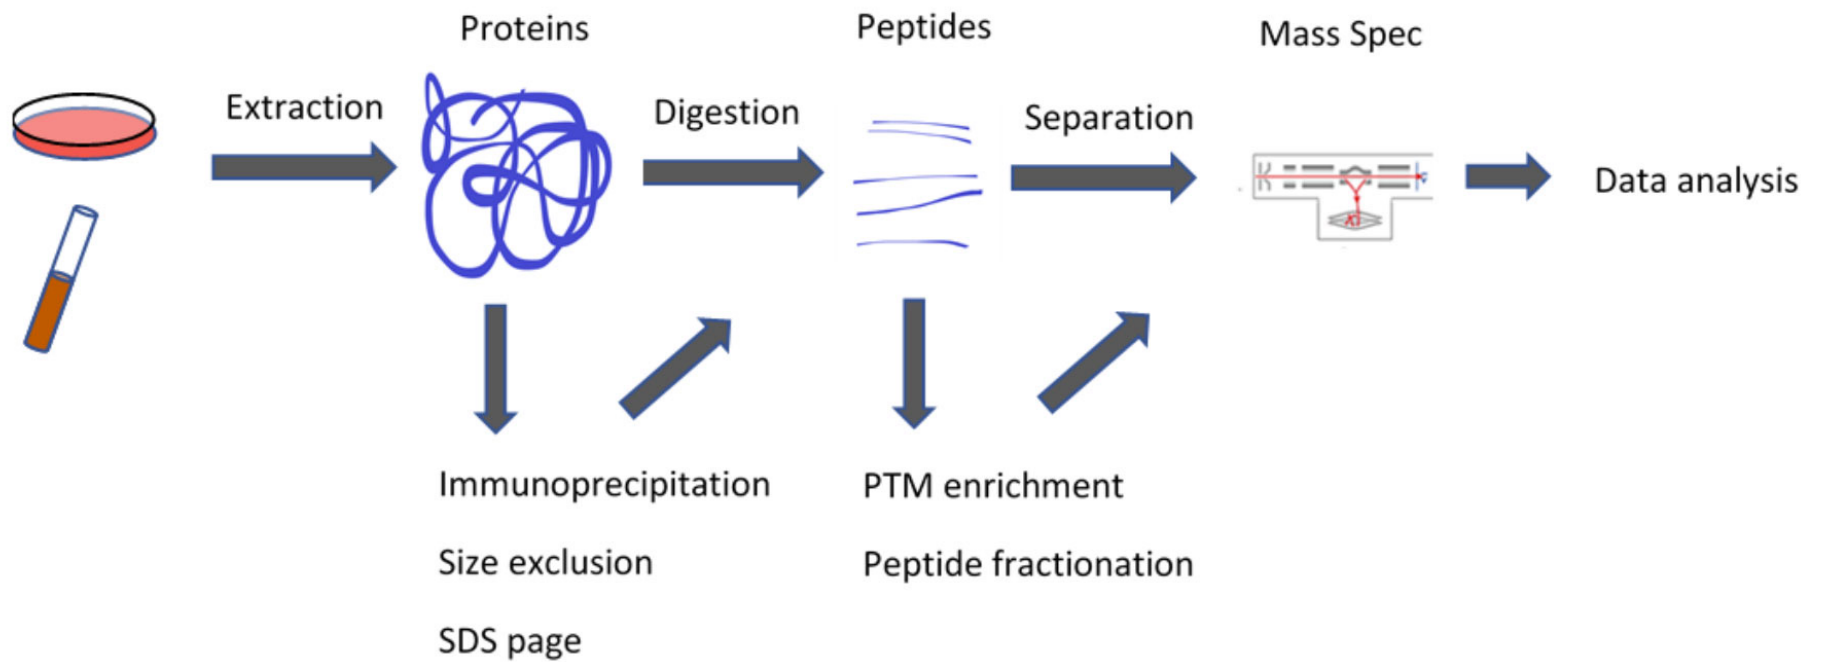 Proteins
Peptides
Mass Spec
Extraction
Digestion
Separation
Data analysis
Immunoprecipitation
PTM enrichment
Size exclusion
Peptide fractionation
SDS page